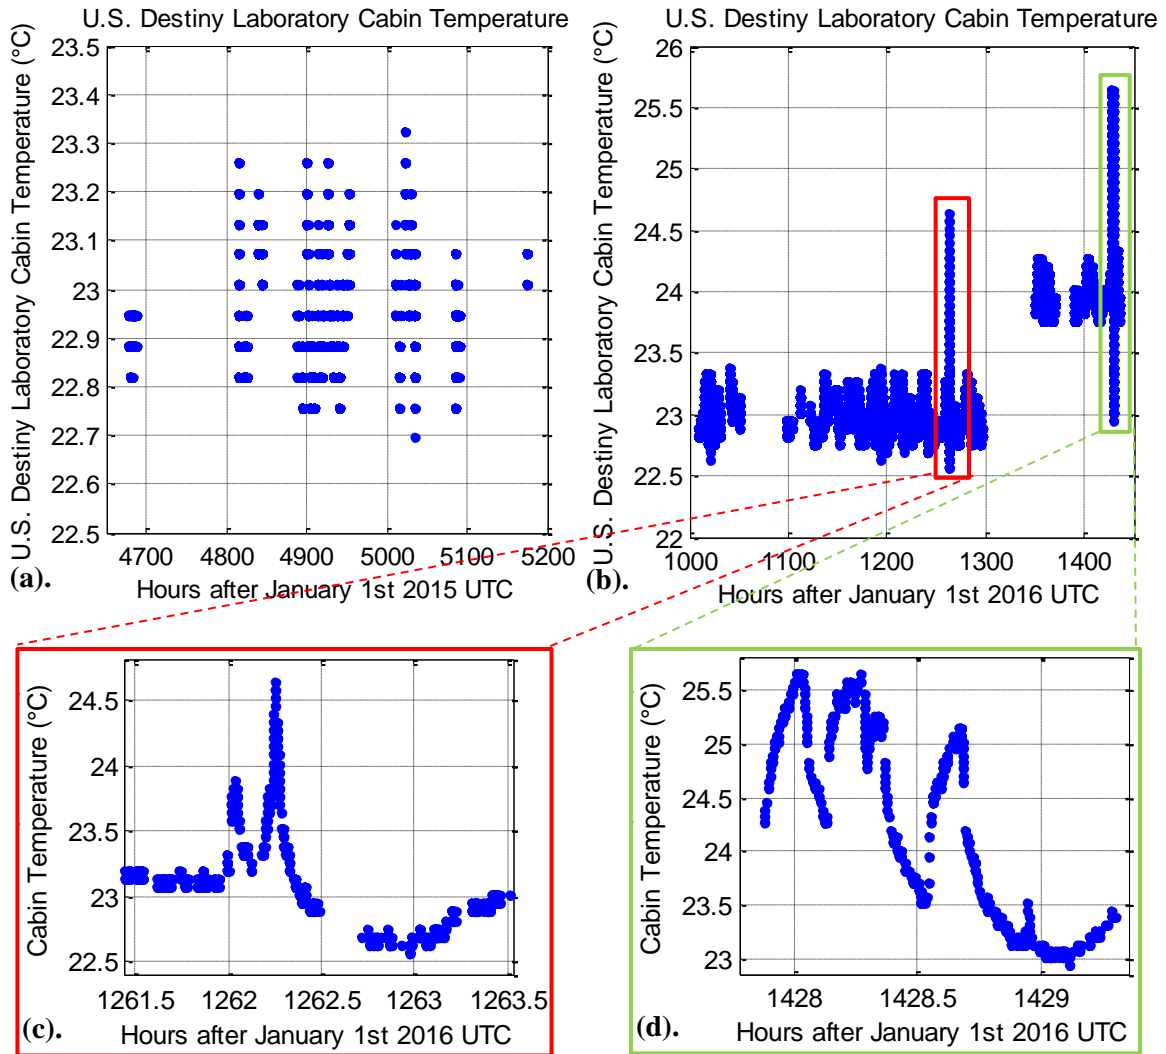 U.S. Destiny Laboratory Cabin Temperature
U.S. Destiny Laboratory Cabin Temperature (°C)
23.5
23.4
23.3
23.2
23.1
23
22.9
22.8
22.7
22.6
22.5
4700 4800 4900 5000 5100 5200
Hours after January 1st 2015 UTC
(a).
U.S. Destiny Laboratory Cabin Temperature
U.S. Destiny Laboratory Cabin Temperature (°C)
26
25.5
25
24.5
24
23.5
23
22.5
22
1000 1100 1200 1300 1400
Hours after January 1st 2016 UTC
(b).
Cabin Temperature (°C)
24.5
24
23.5
23
22.5
1261.5 1262 1262.5 1263 1263.5
Hours after January 1st 2016 UTC
(c).
Cabin Temperature (°C)
25.5
25
24.5
24
23.5
23
1428 1428.5 1429
Hours after January 1st 2016 UTC
(d).